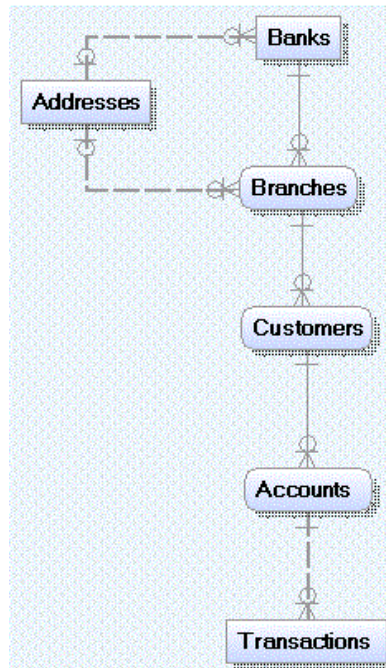 Banks
Addresses
Branches
Customers
Accounts
Transactions